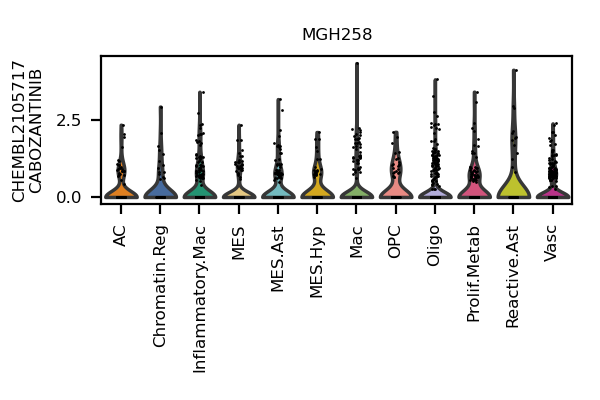 MGH258
CHEMBL2105717
CABOZANTINIB
2.5
0.0
AC
Chromatin.Reg
Inflammatory.Mac
MES
MES.Ast
MES.Hyp
Mac
OPC
Oligo
Prolif.Metab
Reactive.Ast
Vasc